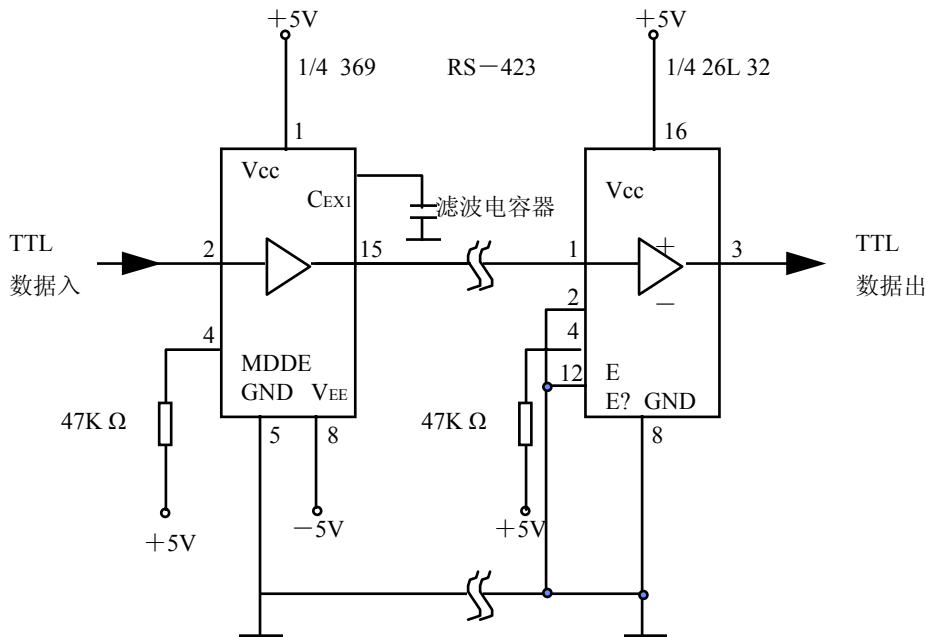 +5V
+5V
1/4 369
RS-423
1/4 26L 32
1
16
Vcc
Vcc
CEX1
滤波电容器
TTL
数据入
2
15
1
+
3
TTL
数据出
2
-
4
4
12
MDDE
GND VEE
E
E? GND
47K Ω
47K Ω
5
8
8
+5V
-5V
+5V